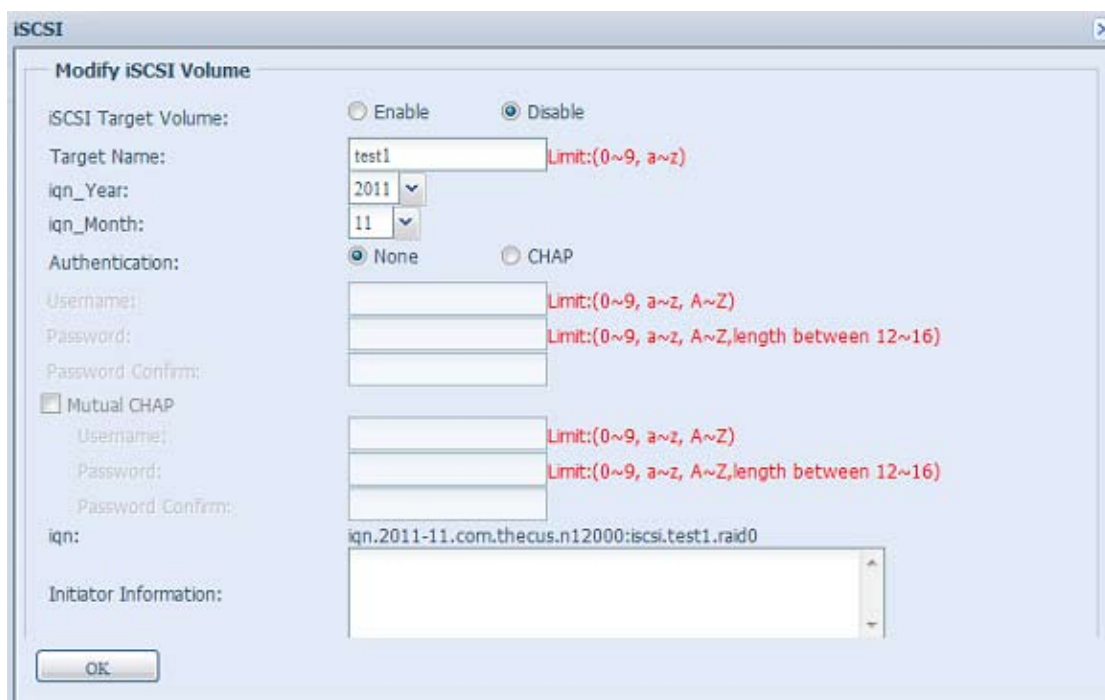 iSCSI
Modify iSCSI Volume
iSCSI Target Volume: Enable Disable
Target Name: test1 Limit:(0~9, a~z)
iqn_Year: 2011
iqn_Month: 11
Authentication: None CHAP
Username: Limit:(0~9, a~z, A~Z)
Password: Limit:(0~9, a~z, A~Z,length between 12~16)
Password Confirm:
Mutual CHAP
Username: Limit:(0~9, a~z, A~Z)
Password: Limit:(0~9, a~z, A~Z,length between 12~16)
Password Confirm:
iqn: iqn.2011-11.com.thecus.n12000:iscsi.test1.raid0
Initiator Information:
OK